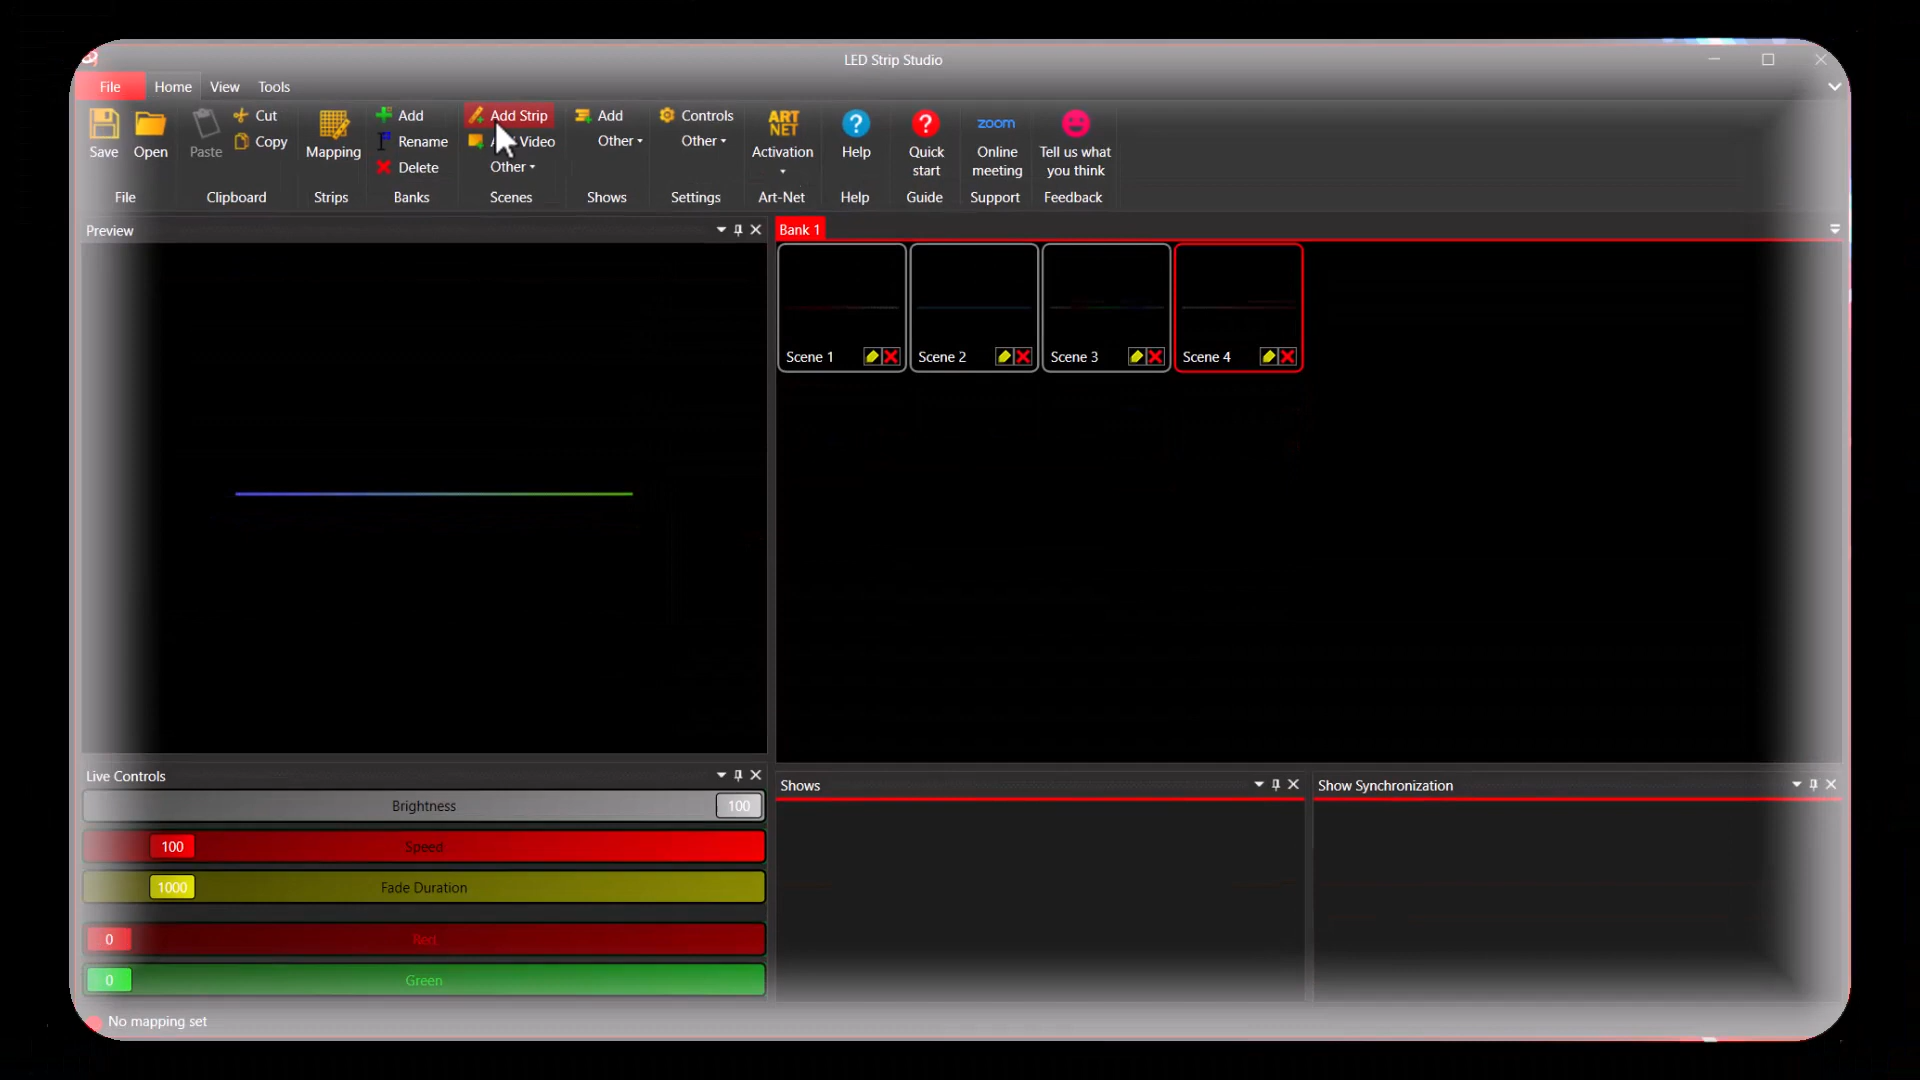 LED Strip Studio
File Home View Tools
Save Open Paste Cut Copy Mapping
Add Rename Delete
Add Strip
Video
Other
Add
Other
Controls
Other
ART NET
Activation
Help
Quick start
zoom
Online meeting
Tell us what you think
File Clipboard Strips Banks Scenes Shows Settings Art-Net Help Guide Support Feedback
Preview
Bank 1
Scene 1 Scene 2 Scene 3 Scene 4
Live Controls
Brightness 100
100 Speed
1000 Fade Duration
0 Red
0 Green
Shows
Show Synchronization
No mapping set